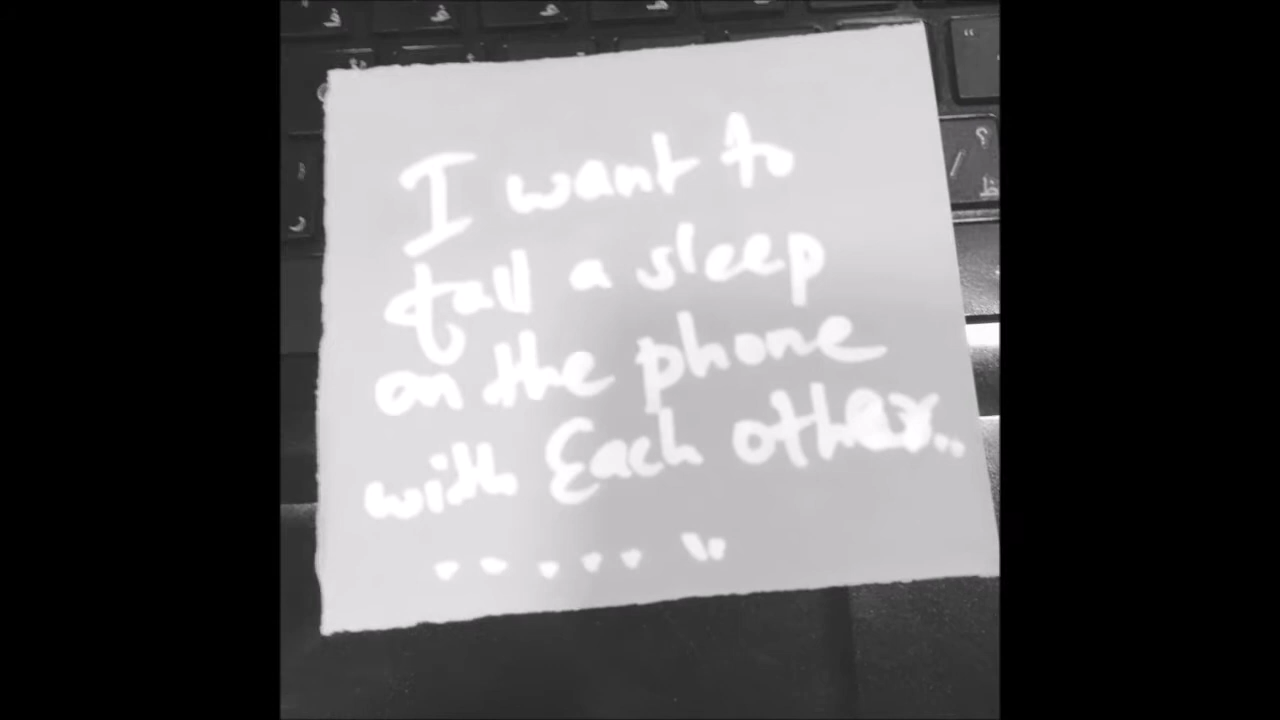 I want to
fall a sleep
on the phone
with Each other..
...... "